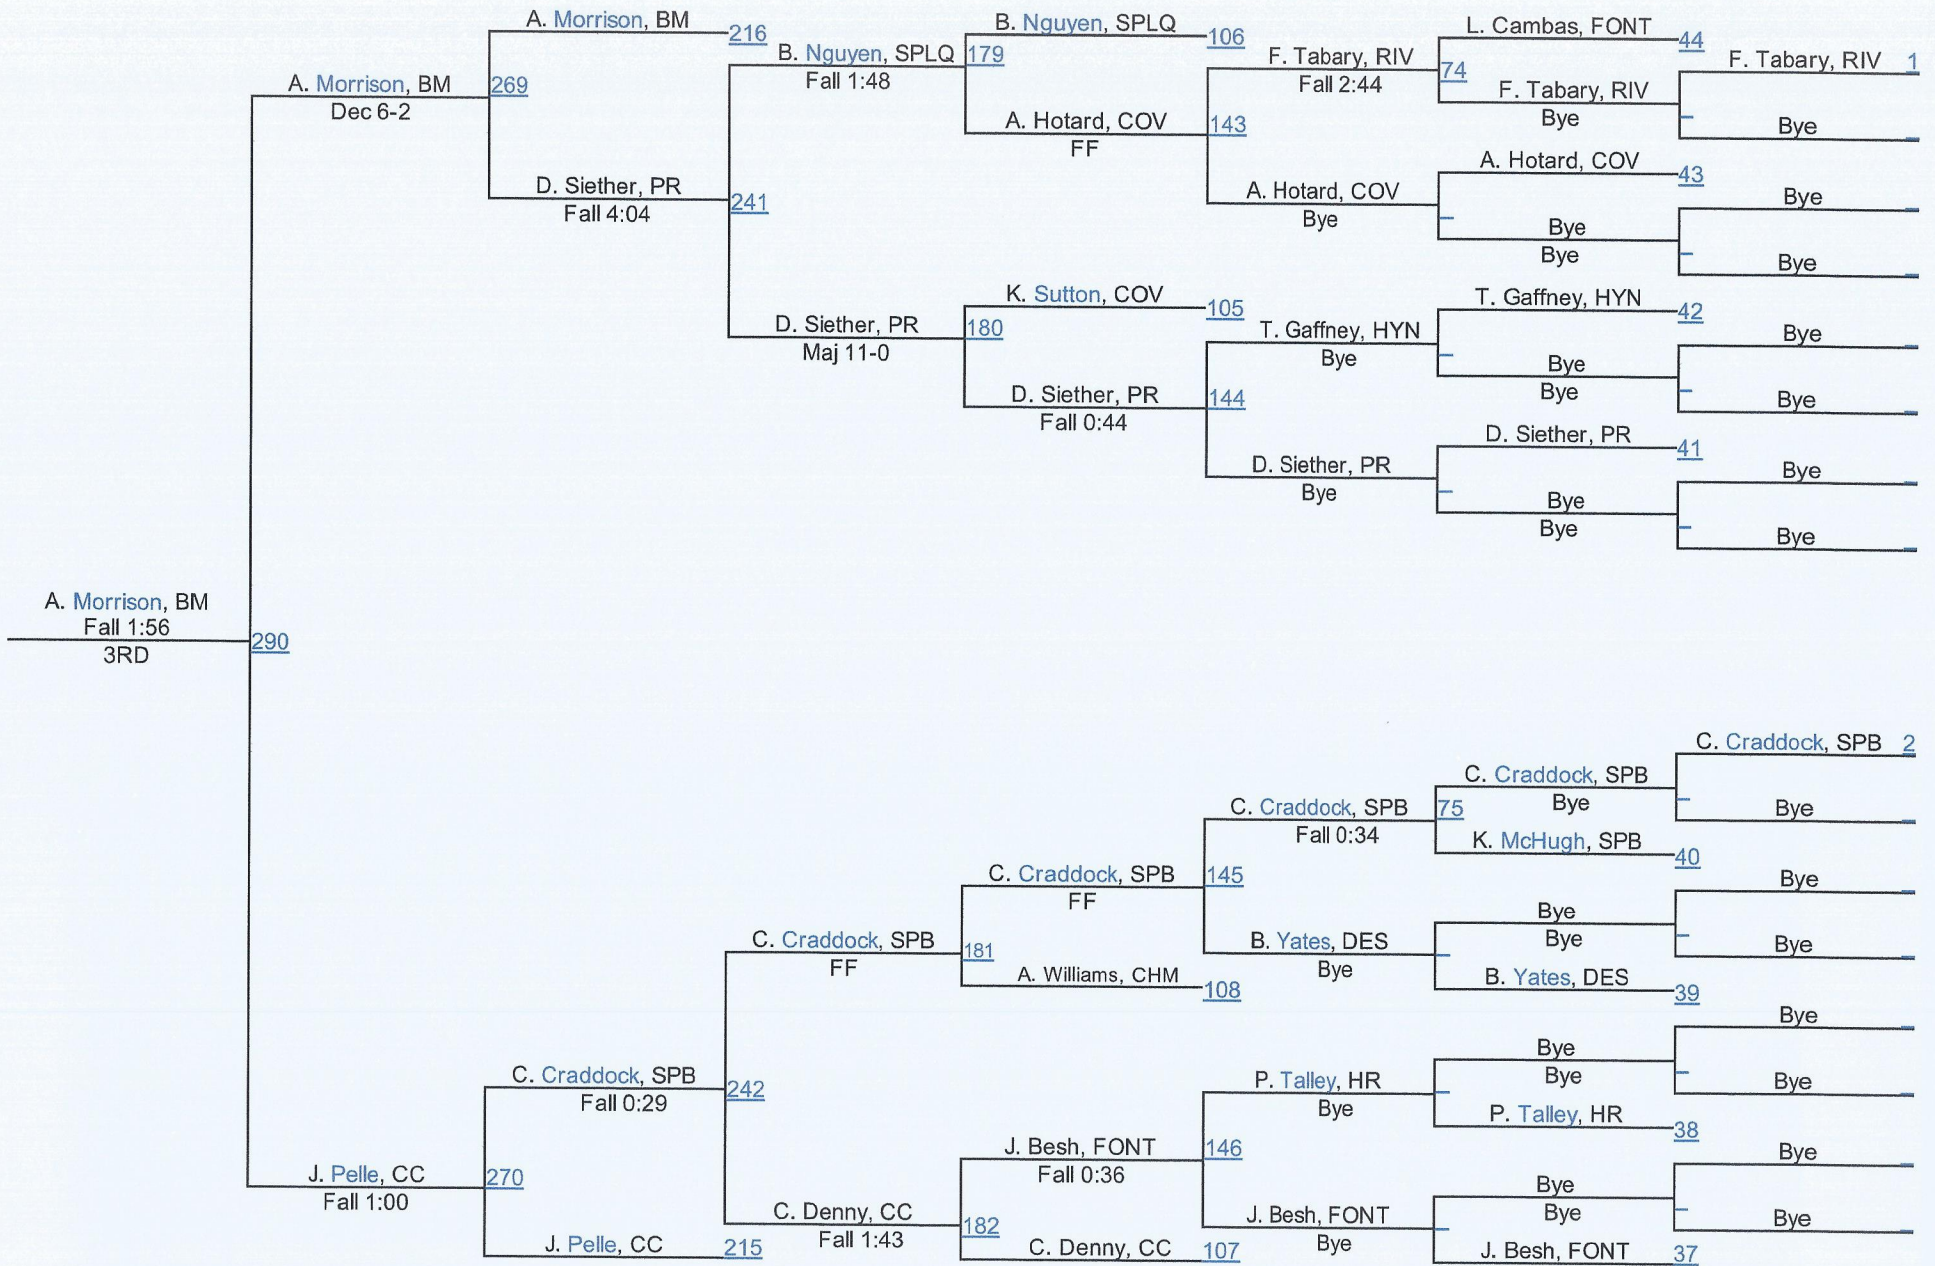 A. Morrison, BM
216
B. Nguyen, SPLQ
106
L. Cambas, FONT
44
F. Tabary, RIV 1
A. Morrison, BM
Dec 6-2
269
B. Nguyen, SPLQ
Fall 1:48
179
F. Tabary, RIV
Fall 2:44
74
F. Tabary, RIV
Bye
Bye
A. Hotard, COV
FF
143
A. Hotard, COV
43
D. Siether, PR
Fall 4:04
241
A. Hotard, COV
Bye
Bye
Bye
Bye
Bye
K. Sutton, COV
105
T. Gaffney, HYN
42
D. Siether, PR
Maj 11-0
180
T. Gaffney, HYN
Bye
Bye
Bye
Bye
Bye
D. Siether, PR
Fall 0:44
144
D. Siether, PR
41
D. Siether, PR
Bye
Bye
Bye
Bye
Bye
A. Morrison, BM
Fall 1:56
3RD
290
C. Craddock, SPB 2
C. Craddock, SPB
Bye
Bye
C. Craddock, SPB
Fall 0:34
75
K. McHugh, SPB
40
C. Craddock, SPB
FF
145
Bye
Bye
Bye
Bye
C. Craddock, SPB
FF
181
B. Yates, DES
Bye
B. Yates, DES
39
A. Williams, CHM
108
Bye
Bye
Bye
Bye
C. Craddock, SPB
Fall 0:29
242
P. Talley, HR
Bye
P. Talley, HR
38
J. Besh, FONT
Fall 0:36
146
Bye
Bye
Bye
Bye
J. Pelle, CC
Fall 1:00
270
C. Denny, CC
Fall 1:43
182
J. Besh, FONT
Bye
J. Pelle, CC
215
C. Denny, CC
107
J. Besh, FONT
37